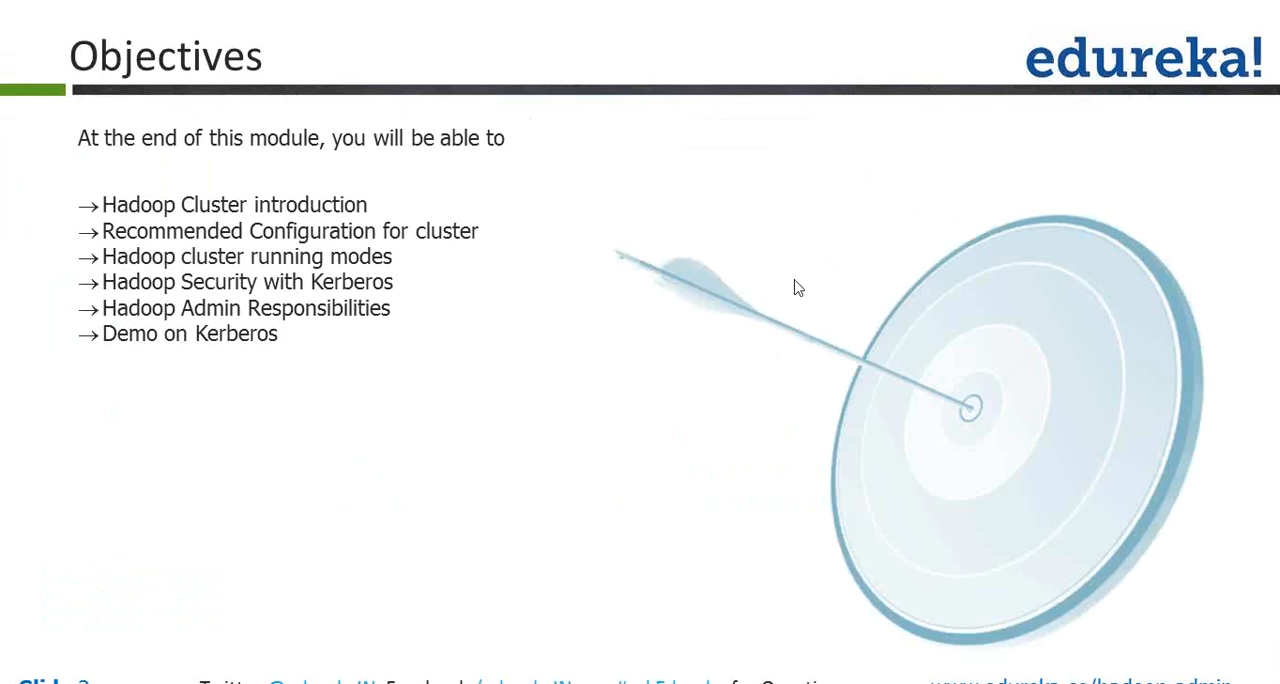 Objectives
edureka!
At the end of this module, you will be able to
→Hadoop Cluster introduction
→Recommended Configuration for cluster
→Hadoop cluster running modes
→Hadoop Security with Kerberos
→Hadoop Admin Responsibilities
→Demo on Kerberos